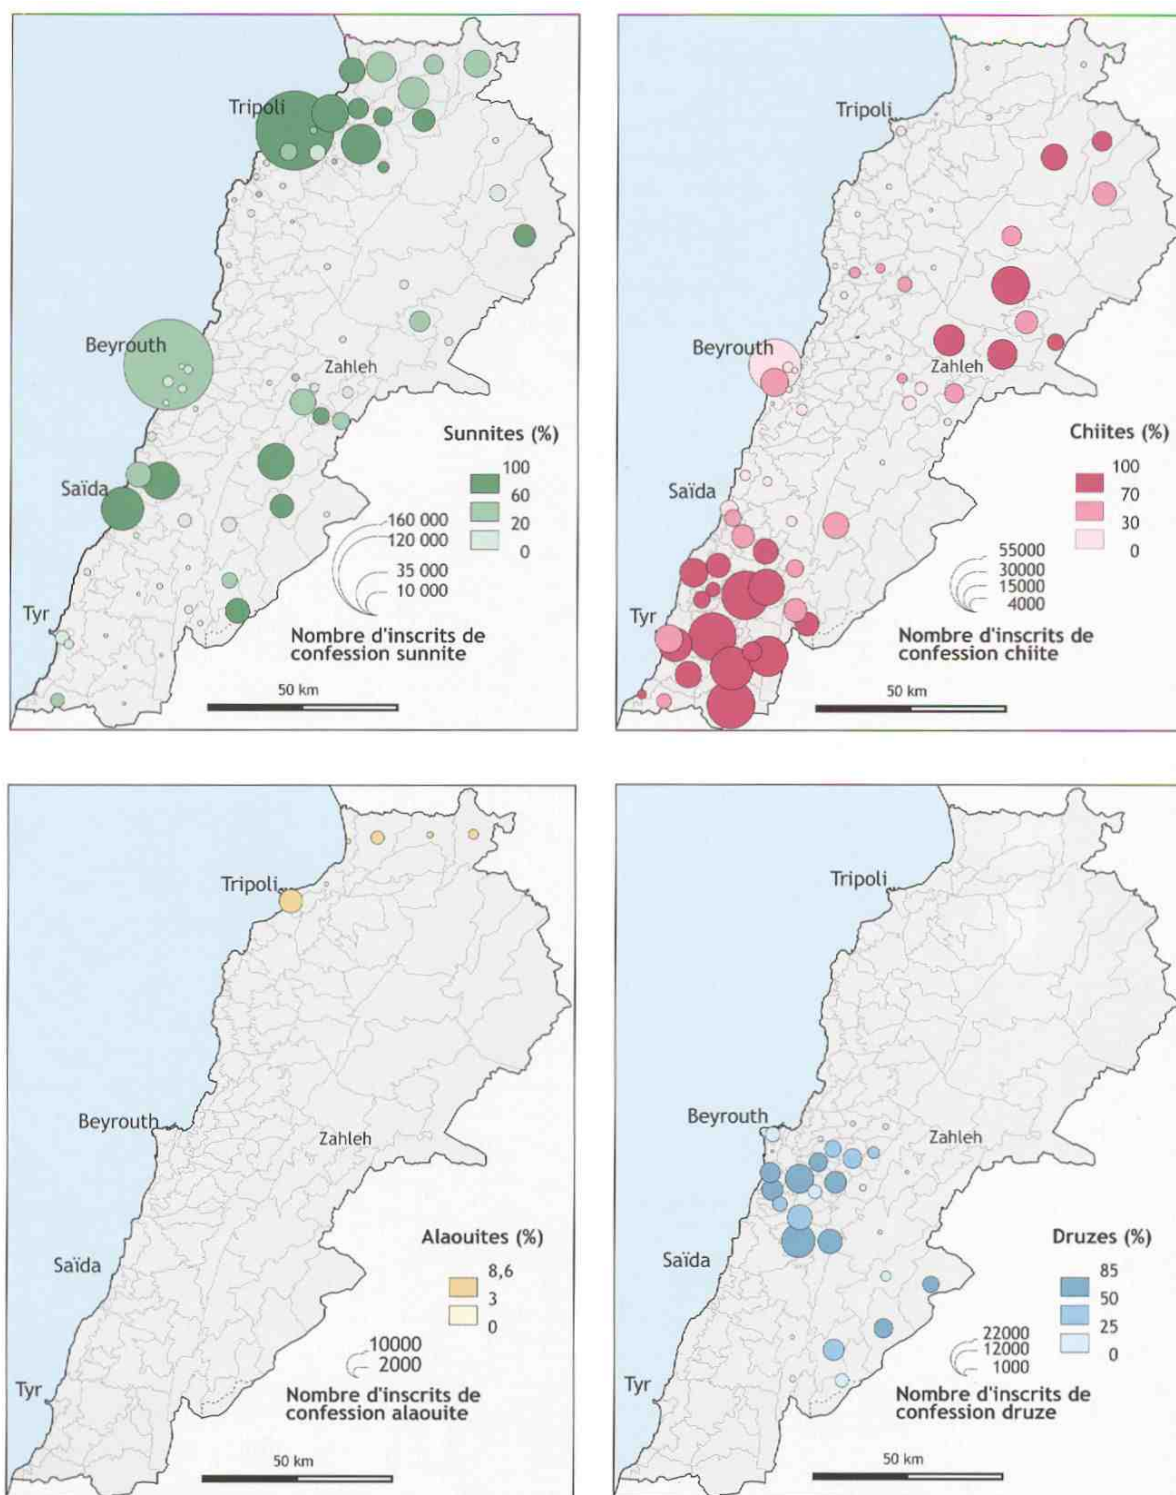 Tripoli
Beyrouth
Zahleh
Saïda
Tyr
Sunnites (%)
100
60
20
0
160 000
120 000
35 000
10 000
Nombre d'inscrits de
confession sunnite
50 km
Tripoli
Beyrouth
Zahleh
Saïda
Tyr
Chiites (%)
100
70
30
0
55000
30000
15000
4000
Nombre d'inscrits de
confession chiite
50 km
Tripoli
Beyrouth
Zahleh
Saïda
Tyr
Alaouites (%)
8,6
3
0
10000
2000
Nombre d'inscrits de
confession alaouite
50 km
Tripoli
Beyrouth
Zahleh
Saïda
Tyr
Druzes (%)
85
50
25
0
22000
12000
1000
Nombre d'inscrits de
confession druze
50 km